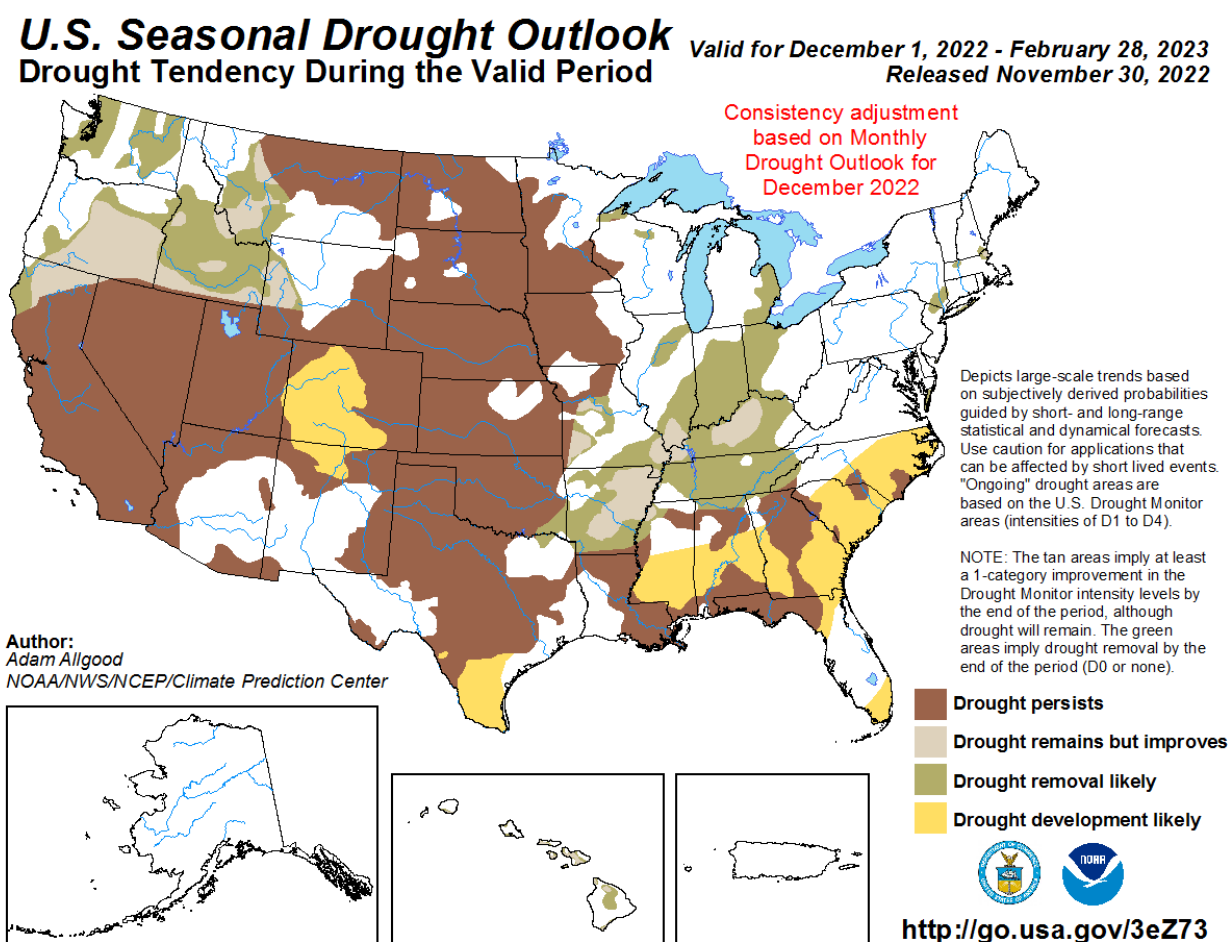 U.S. Seasonal Drought Outlook
Drought Tendency During the Valid Period
Valid for December 1, 2022 - February 28, 2023
Released November 30, 2022
Consistency adjustment
based on Monthly
Drought Outlook for
December 2022
Depicts large-scale trends based
on subjectively derived probabilities
guided by short- and long-range
statistical and dynamical forecasts.
Use caution for applications that
can be affected by short lived events.
"Ongoing" drought areas are
based on the U.S. Drought Monitor
areas (intensities of D1 to D4).
NOTE: The tan areas imply at least
a 1-category improvement in the
Drought Monitor intensity levels by
the end of the period, although
drought will remain. The green
areas imply drought removal by the
end of the period (D0 or none).
Author:
Adam Allgood
NOAA/NWS/NCEP/Climate Prediction Center
Drought persists
Drought remains but improves
Drought removal likely
Drought development likely
NOAA
http://go.usa.gov/3eZ73